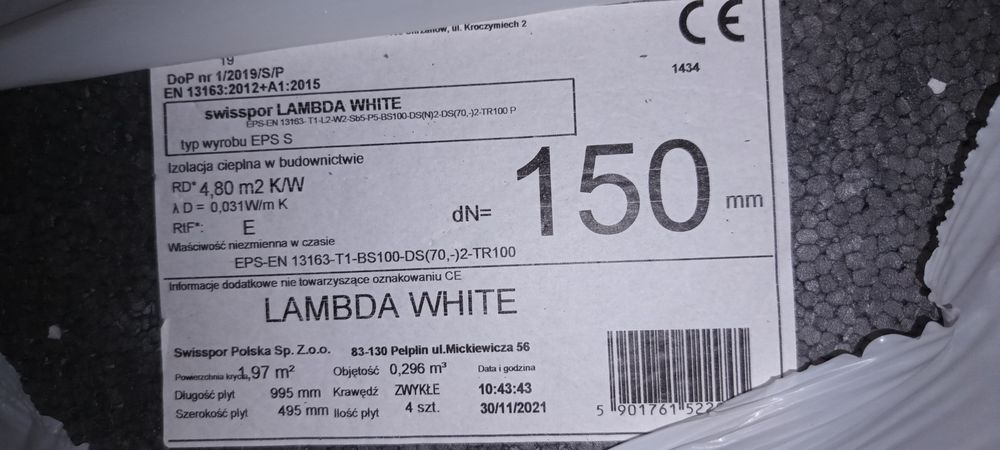 ul. Kroczymiech 2
CE
19
1434
DoP nr 1/2019/S/P
EN 13163:2012+A1:2015
swisspor LAMBDA WHITE
EPS-EN 13163- T1-L2-W2-Sb5-P5-BS100-DS(N)2-DS(70,-)2-TR100 P
typ wyrobu EPS S
Izolacja cieplna w budownictwie
RD* 4,80 m2 K/W
λ D = 0,031W/m K
RtF*: E
dN= 150 mm
Właściwość niezmienna w czasie
EPS-EN 13163-T1-BS100-DS(70,-)2-TR100
Informacje dodatkowe nie towarzyszące oznakowaniu CE
LAMBDA WHITE
Swisspor Polska Sp. Z.o.o. 83-130 Pelplin ul.Mickiewicza 56
Powierzchnia krycia 1,97 m² Objętość 0,296 m³ Data i godzina
Długość płyt 995 mm Krawędź ZWYKŁE 10:43:43
Szerokość płyt 495 mm Ilość płyt 4 szt. 30/11/2021
5 901761 522